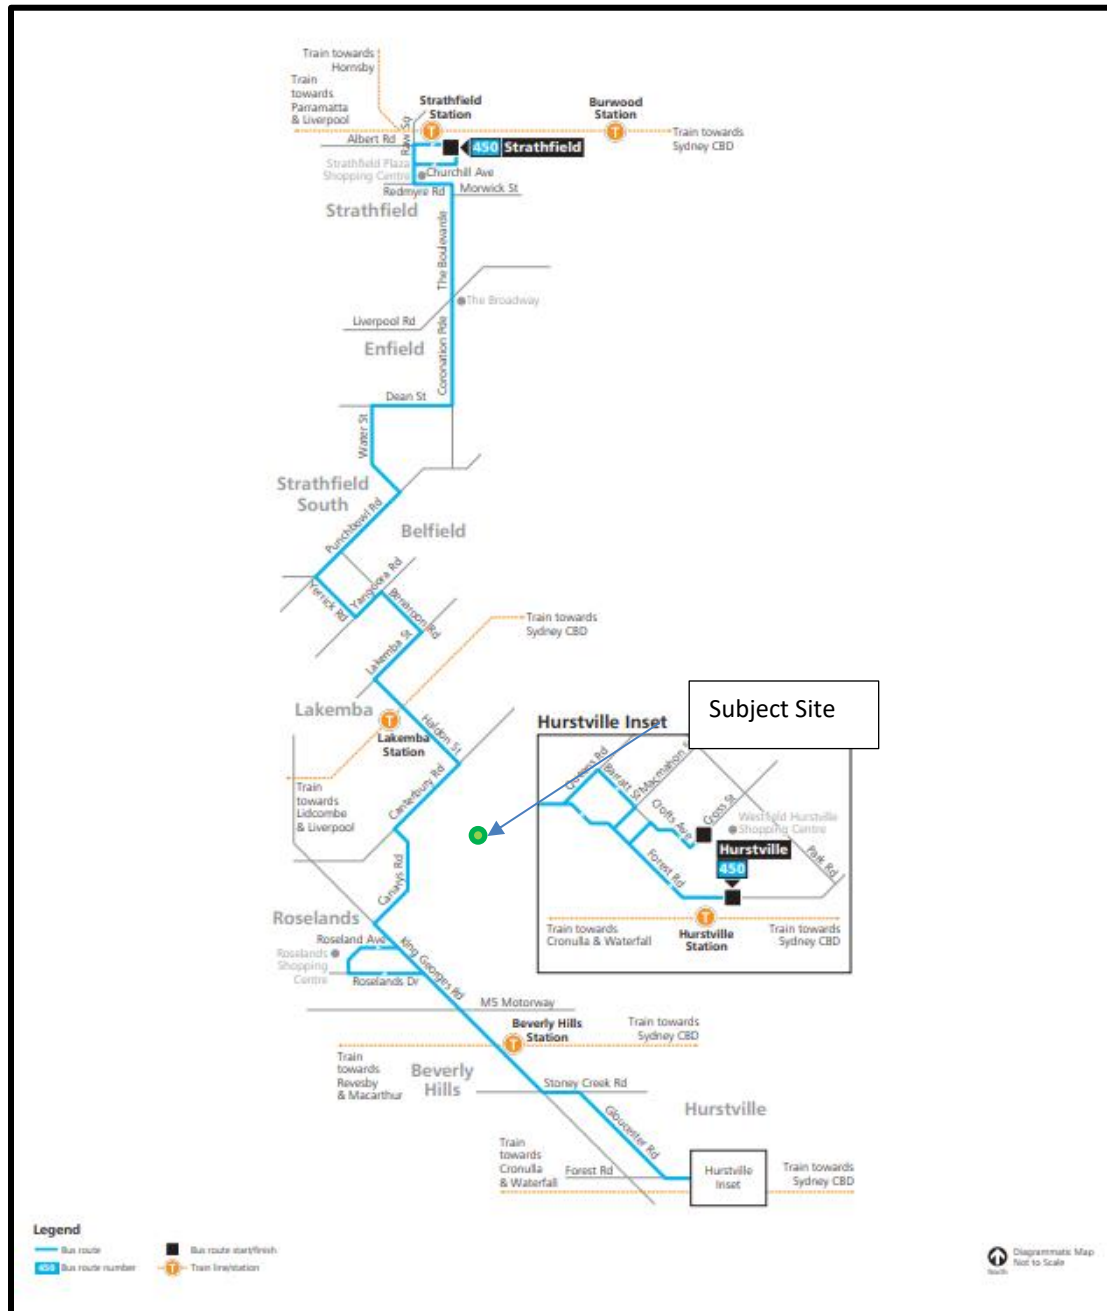 Train towards
Hornsby
Train
towards
Parramatta
& Liverpool
Strathfield
Station
Burwood
Station
Train towards
Sydney CBD
Raw Sq
Albert Rd
450 Strathfield
Strathfield Plaza
Shopping Centre
Churchill Ave
Redmyre Rd
Morwick St
Strathfield
The Boulevarde
The Broadway
Liverpool Rd
Enfield
Coronation Pde
Dean St
Water St
Strathfield
South
Punchbowl Rd
Belfield
Yangoora Rd
Yerrick Rd
Benaroon Rd
Lakemba St
Train towards
Sydney CBD
Lakemba
Lakemba
Station
Haldon St
Train
towards
Lidcombe
& Liverpool
Canterbury Rd
Subject Site
Hurstville Inset
Queens Rd
Barratt St
Macmahon St
Crofts Ave
Cross St
Westfield Hurstville
Shopping Centre
Hurstville
450
Forest Rd
Park Rd
Train towards
Cronulla & Waterfall
Hurstville
Station
Train towards
Sydney CBD
Canarys Rd
Roselands
Roseland Ave
Roselands
Shopping
Centre
Roselands Dr
King Georges Rd
M5 Motorway
Beverly Hills
Station
Train towards
Sydney CBD
Train
towards
Revesby
& Macarthur
Beverly
Hills
Stoney Creek Rd
Hurstville
Gloucester Rd
Train
towards
Cronulla
& Waterfall
Forest Rd
Hurstville
Inset
Train towards
Sydney CBD
Legend
Bus route
Bus route start/finish
450 Bus route number
T Train line/station
North
Diagrammatic Map
Not to Scale